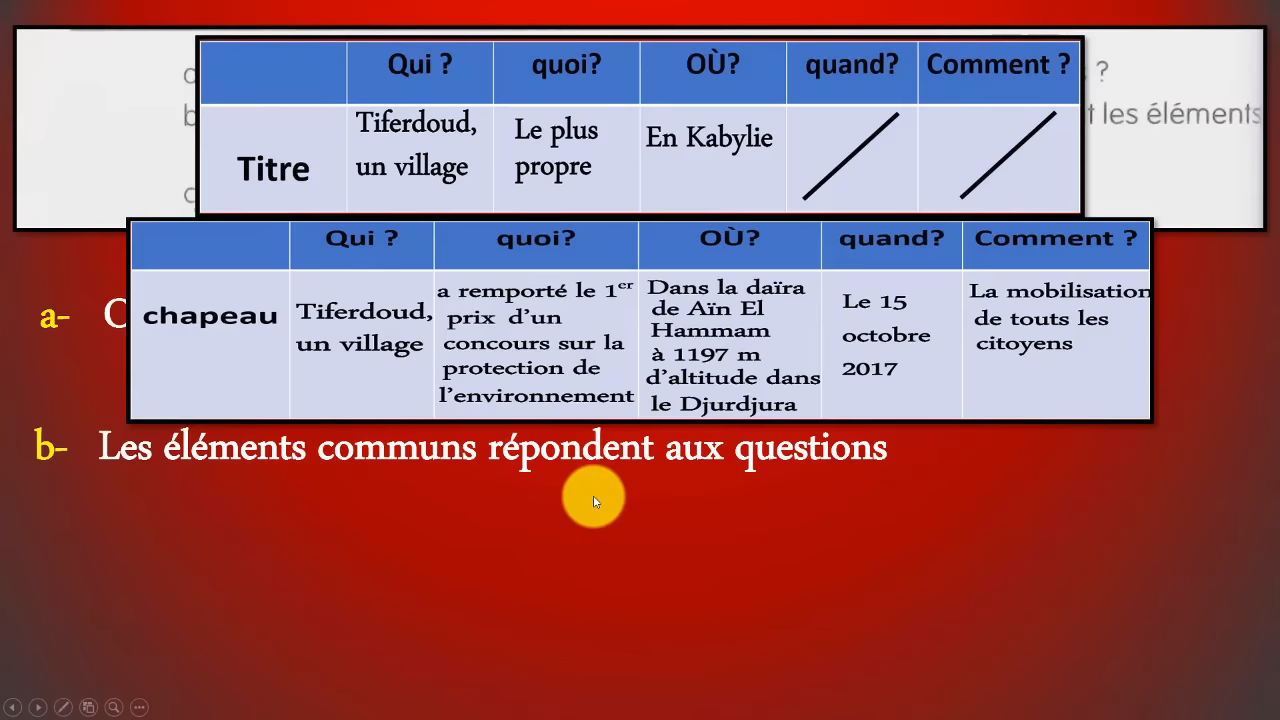 Qui ? quoi? OÙ? quand? Comment ?
Titre
Tiferdoud,
un village
Le plus
propre
En Kabylie
?
les éléments
Qui ? quoi? OÙ? quand? Comment ?
chapeau
Tiferdoud,
un village
a remporté le 1er
prix d’un
concours sur la
protection de
l’environnement
Dans la daïra
de Aïn El
Hammam
à 1197 m
d’altitude dans
le Djurdjura
Le 15
octobre
2017
La mobilisation
de touts les
citoyens
a-
b- Les éléments communs répondent aux questions